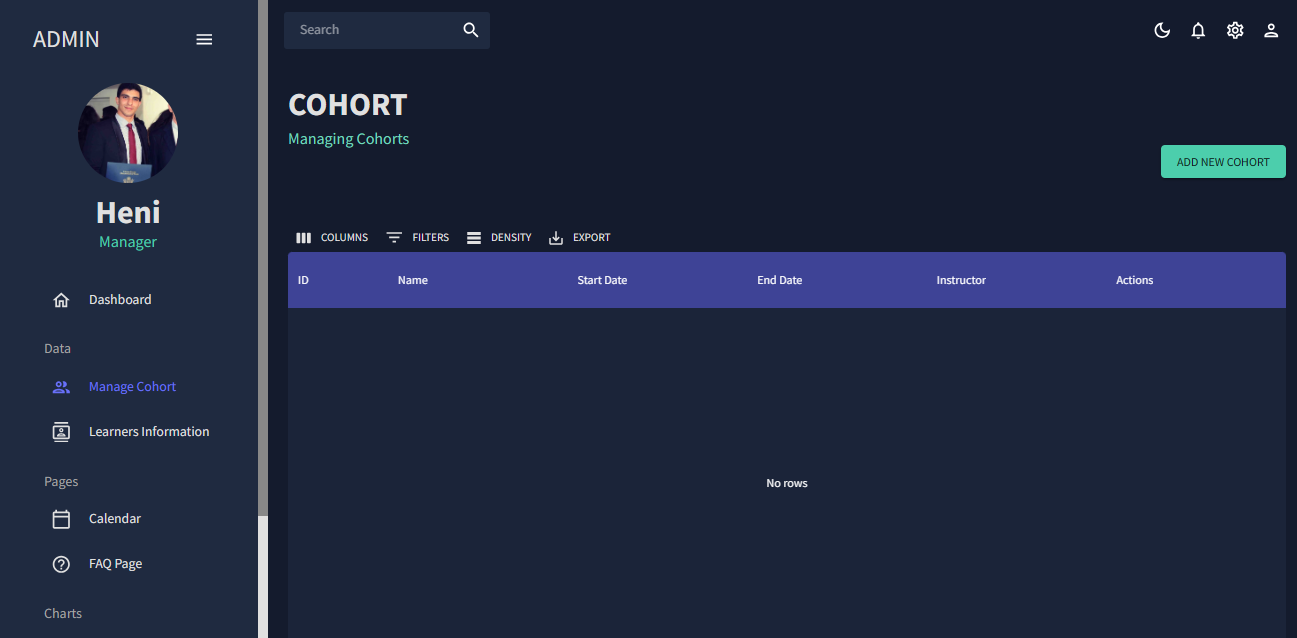 ADMIN
Heni
Manager
Dashboard
Data
Manage Cohort
Learners Information
Pages
Calendar
FAQ Page
Charts
Search
COHORT
Managing Cohorts
ADD NEW COHORT
COLUMNS FILTERS DENSITY EXPORT
ID Name Start Date End Date Instructor Actions
No rows